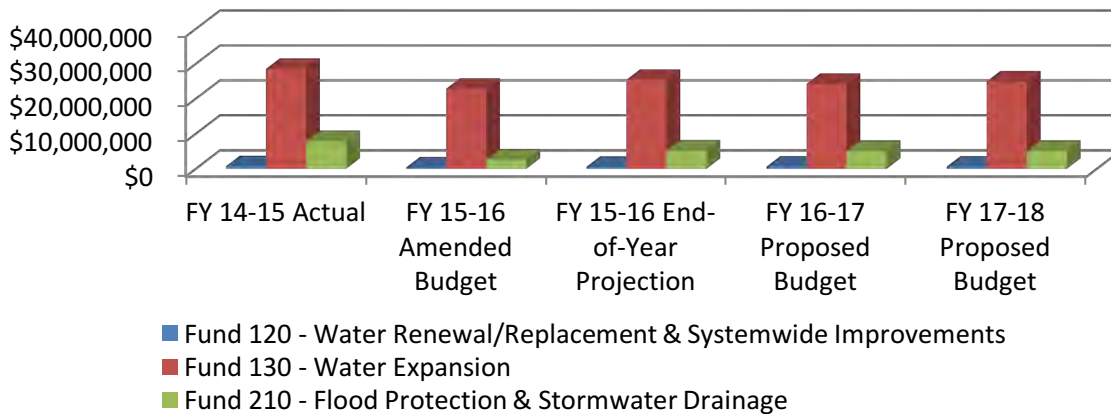 $40,000,000
$30,000,000
$20,000,000
$10,000,000
$0
FY 14-15 Actual
FY 15-16
Amended
Budget
FY 15-16 End-
of-Year
Projection
FY 16-17
Proposed
Budget
FY 17-18
Proposed
Budget
Fund 120 - Water Renewal/Replacement & Systemwide Improvements
Fund 130 - Water Expansion
Fund 210 - Flood Protection & Stormwater Drainage